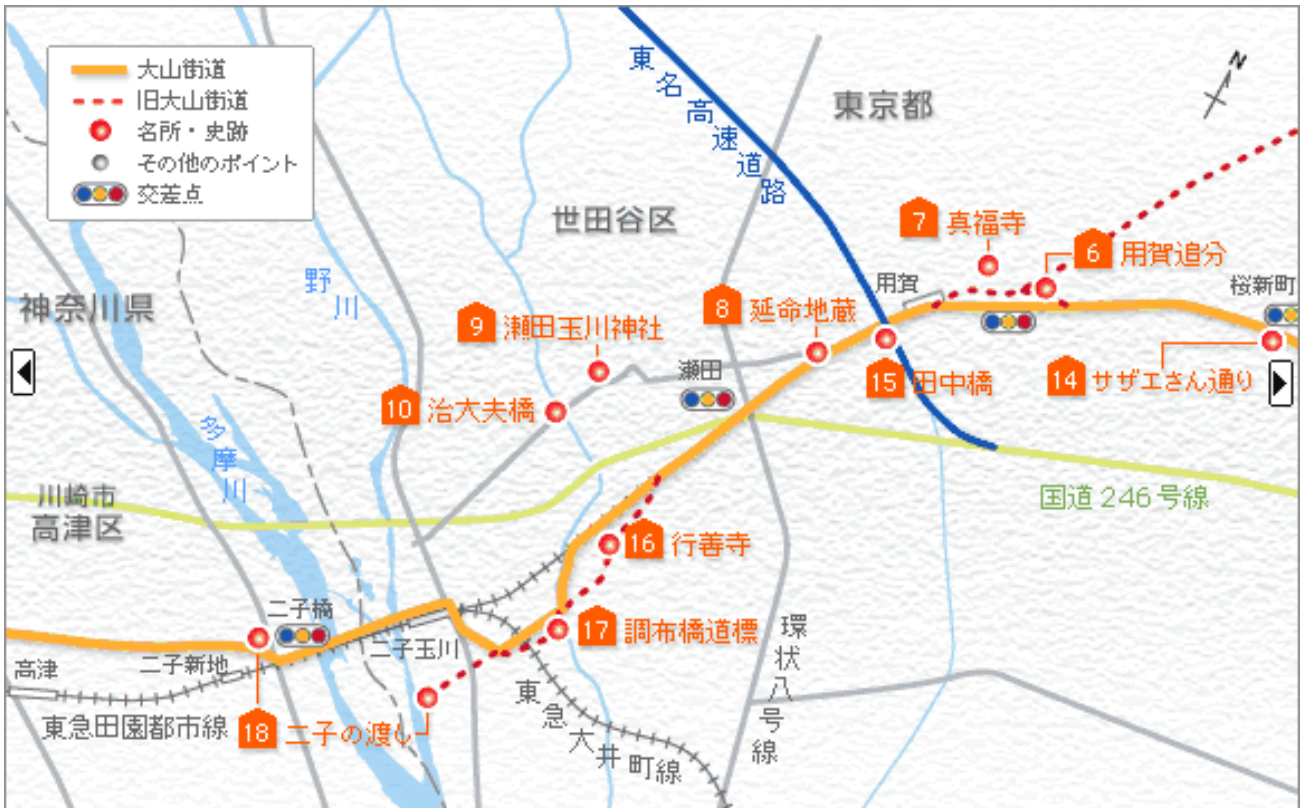 大山街道
旧大山街道
名所・史跡
その他のポイント
交差点
東名高速道路
東京都
N
世田谷区
7 真福寺
6 用賀追分
用賀
桜新町
野川
神奈川県
8 延命地蔵
9 瀬田玉川神社
瀬田
15 田中橋
14 サザエさん通り
10 治大夫橋
多摩川
川崎市
高津区
国道246号線
16 行善寺
二子橋
17 調布橋道標
二子玉川
環状八号線
高津
二子新地
東急田園都市線
18 二子の渡し
東急大井町線